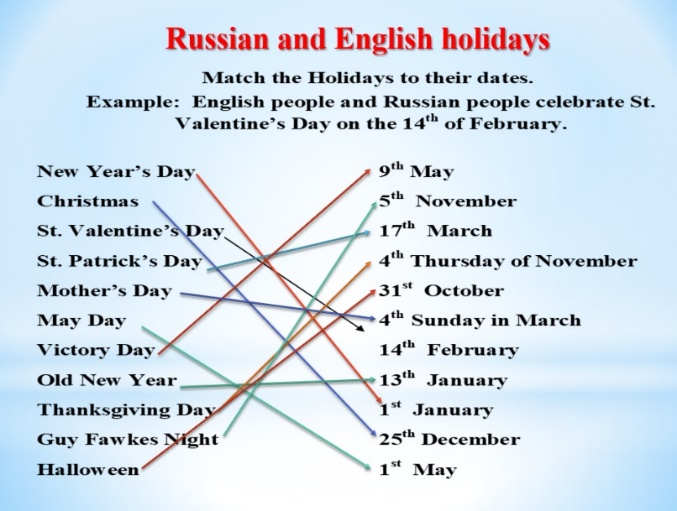 Russian and English holidays
Match the Holidays to their dates.
Example: English people and Russian people celebrate St.
Valentine's Day on the 14th of February.
New Year's Day
Christmas
St. Valentine's Day
St. Patrick's Day
Mother's Day
May Day
Victory Day
Old New Year
Thanksgiving Day
Guy Fawkes Night
Halloween
9th May
5th November
17th March
4th Thursday of November
31st October
4th Sunday in March
14th February
13th January
1st January
25th December
1st May